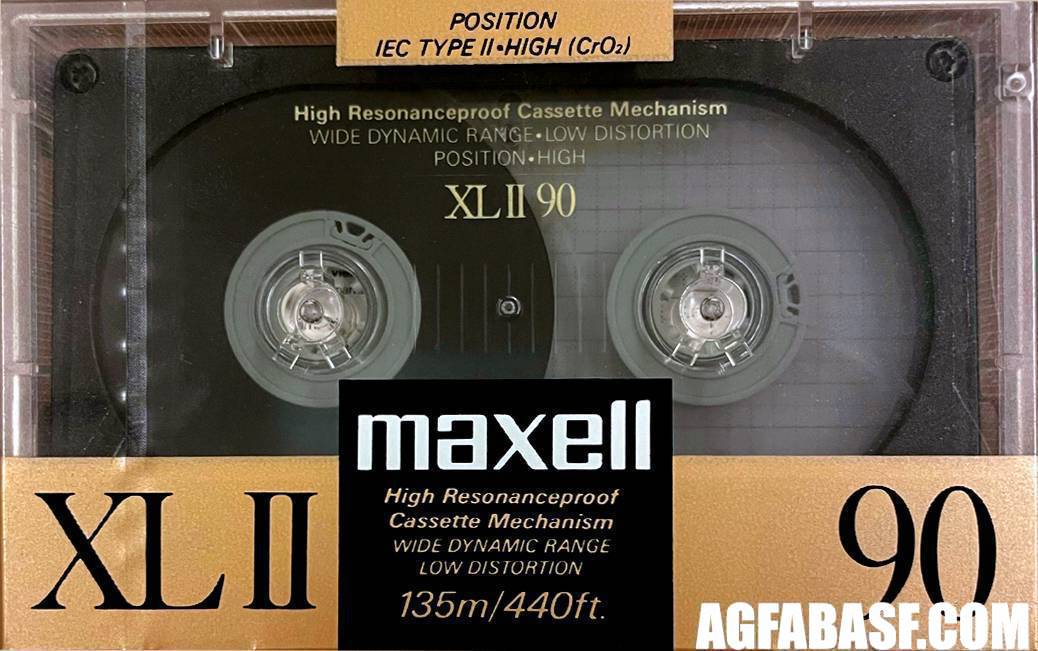 POSITION
IEC TYPE II•HIGH (CrO₂)
High Resonanceproof Cassette Mechanism
WIDE DYNAMIC RANGE•LOW DISTORTION
POSITION•HIGH
XL II 90
maxell
High Resonanceproof
Cassette Mechanism
WIDE DYNAMIC RANGE
LOW DISTORTION
135m/440ft.
XL II
90
AGFABASF.COM